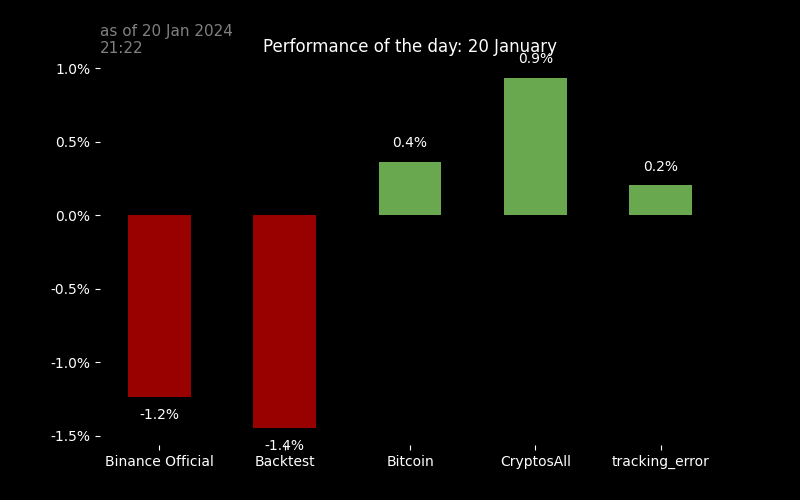 as of 20 Jan 2024
21:22
Performance of the day: 20 January
1.0%
0.5%
0.0%
-0.5%
-1.0%
-1.5%
-1.2%
-1.4%
0.4%
0.9%
0.2%
Binance Official
Backtest
Bitcoin
CryptosAll
tracking_error